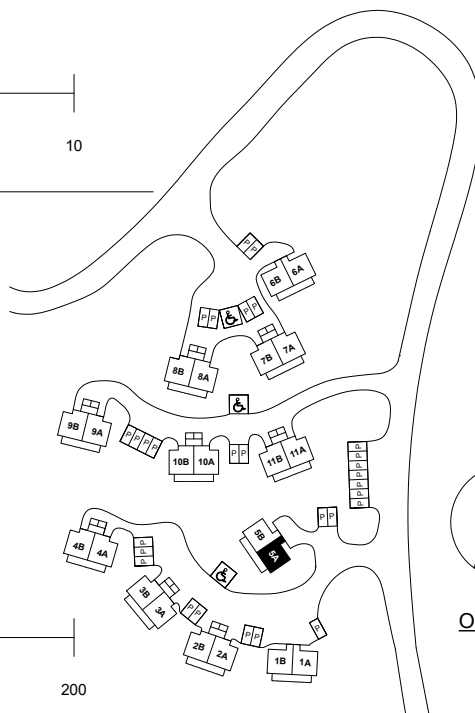 10
P P
6B 6A
P P P P
7B 7A
8B 8A
9B 9A
P P P P
10B 10A
P P
11B 11A
P P P P P P P
P P
5B
5A
4B 4A
P P P
3B
3A
P P
2B 2A
P P
1B 1A
P
O
200